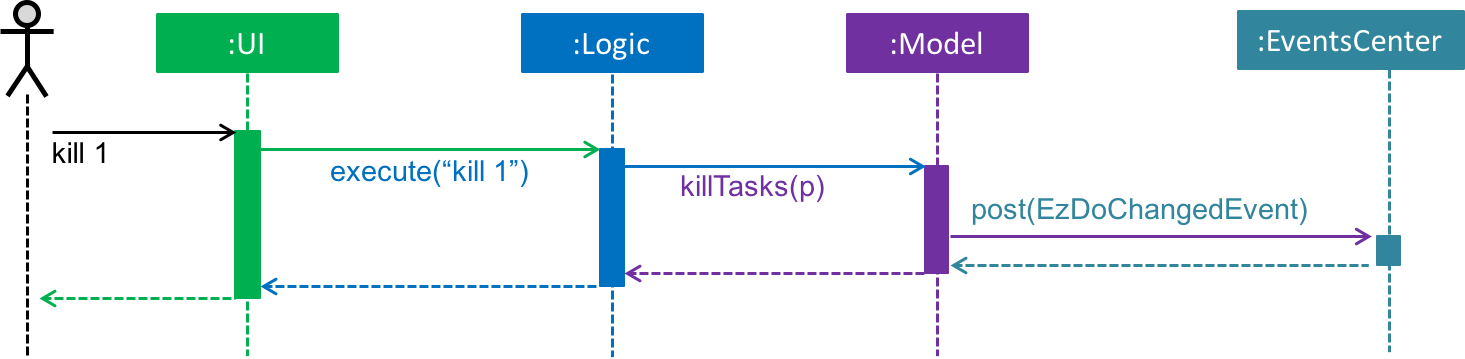 :UI
:Logic
:Model
:EventsCenter
kill 1
execute(“kill 1”)
killTasks(p)
post(EzDoChangedEvent)